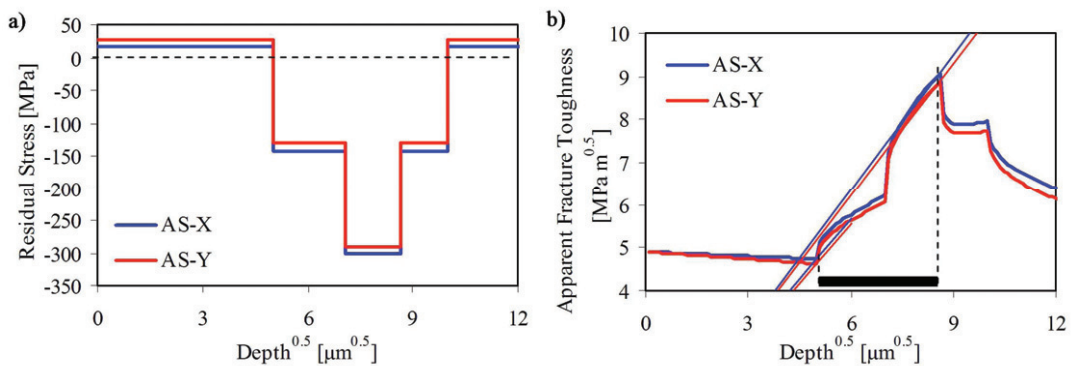 a)
50
0
-50
-100
-150
-200
-250
-300
-350
Residual Stress [MPa]
AS-X
AS-Y
0 3 6 9 12
Depth^0.5 [μm^0.5]
b)
10
9
8
7
6
5
4
Apparent Fracture Toughness
[MPa m^0.5]
AS-X
AS-Y
0 3 6 9 12
Depth^0.5 [μm^0.5]